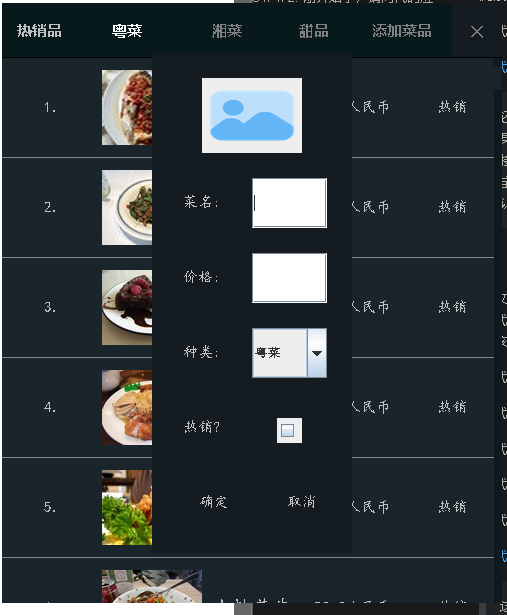 热销品 粤菜 湘菜 甜品 添加菜品
1. 人民币 热销
菜名:
2. 人民币 热销
价格:
3. 人民币 热销
种类: 粤菜
4. 人民币 热销
热销?
5. 人民币 热销
确定 取消